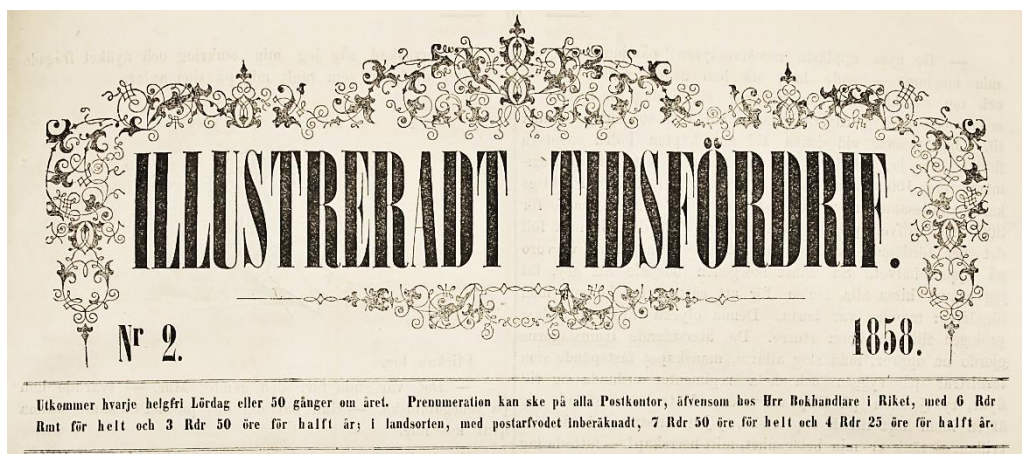 ILLUSTRERADT TIDSFÖRDRIF.
Nr 2.
1858.
Utkommer hvarje helgfri Lördag eller 50 gånger om året. Prenumeration kan ske på alla Postkontor, äfvensom hos Hrr Bokhandlare i Riket, med 6 Rdr
Rmt för helt och 3 Rdr 50 öre för halft år; i landsorten, med postarfvodet inberäknadt, 7 Rdr 50 öre för helt och 4 Rdr 25 öre för halft år.